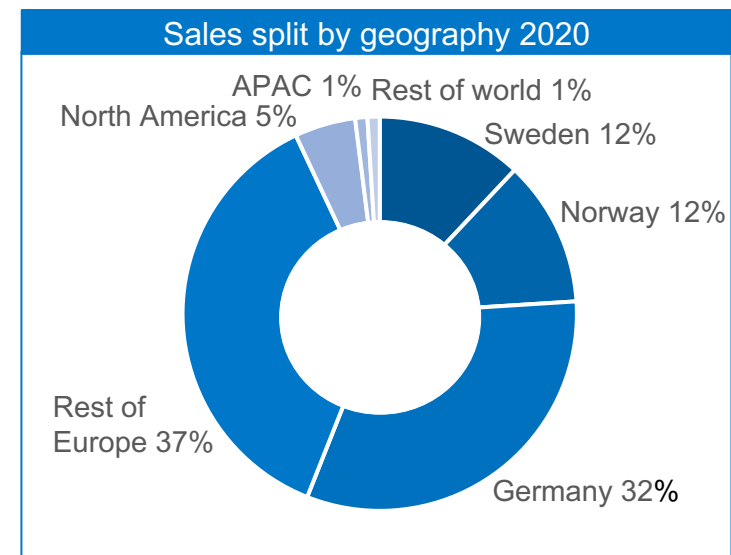 Sales split by geography 2020
APAC 1%
Rest of world 1%
North America 5%
Sweden 12%
Norway 12%
Rest of
Europe 37%
Germany 32%